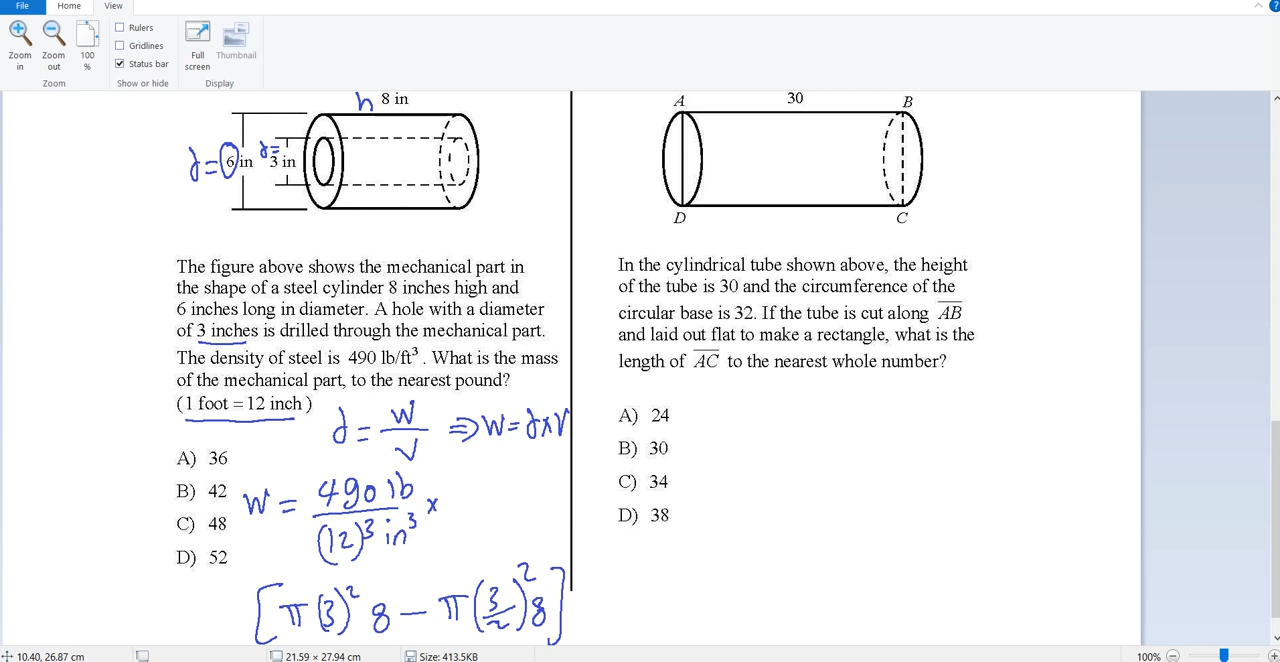 File Home View
Zoom in Zoom out 100 % Rulers Gridlines Status bar Full screen Thumbnail
Zoom Show or hide Display
h 8 in
d = 6 in d = 3 in
The figure above shows the mechanical part in
the shape of a steel cylinder 8 inches high and
6 inches long in diameter. A hole with a diameter
of 3 inches is drilled through the mechanical part.
The density of steel is 490 lb/ft³. What is the mass
of the mechanical part, to the nearest pound?
(1 foot = 12 inch)
d = W/V ⇒ W = d × V
A) 36
B) 42
C) 48
D) 52
W = 490 lb / (12)³ in³ ×
[π(3)² 8 − π(3/2)² 8]
A 30 B
D C
In the cylindrical tube shown above, the height
of the tube is 30 and the circumference of the
circular base is 32. If the tube is cut along AB
and laid out flat to make a rectangle, what is the
length of AC to the nearest whole number?
A) 24
B) 30
C) 34
D) 38
10.40, 26.87 cm 21.59 × 27.94 cm Size: 413.5KB 100%